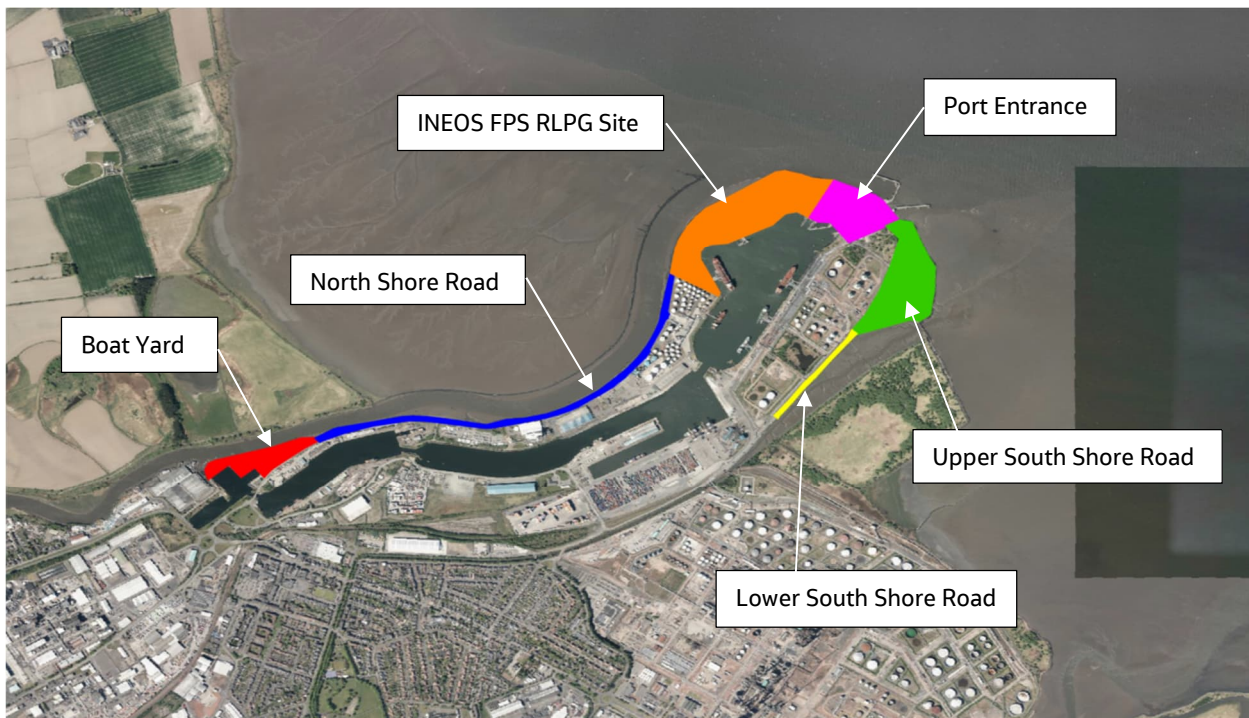 Port Entrance
INEOS FPS RLPG Site
North Shore Road
Boat Yard
Upper South Shore Road
Lower South Shore Road